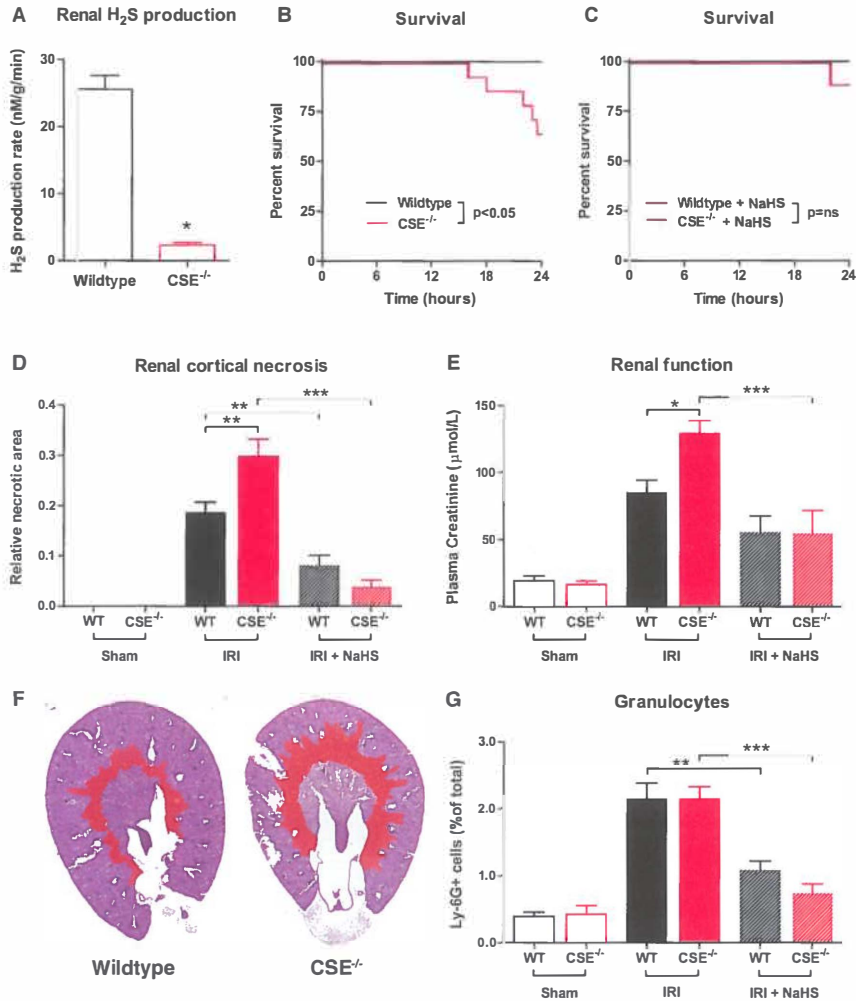 A Renal H₂S production
H₂S production rate (nM/g/min)
30
20
10
0
*
Wildtype CSE⁻/⁻
B Survival
Percent survival
100
75
50
25
0
Wildtype
CSE⁻/⁻
p<0.05
0 6 12 18 24
Time (hours)
C Survival
Percent survival
100
75
50
25
0
Wildtype + NaHS
CSE⁻/⁻ + NaHS
p=ns
0 6 12 18 24
Time (hours)
D Renal cortical necrosis
Relative necrotic area
0.4
0.3
0.2
0.1
0.0
***
**
**
WT CSE⁻/⁻ WT CSE⁻/⁻ WT CSE⁻/⁻
Sham IRI IRI + NaHS
E Renal function
Plasma Creatinine (µmol/L)
150
100
50
0
* ***
WT CSE⁻/⁻ WT CSE⁻/⁻ WT CSE⁻/⁻
Sham IRI IRI + NaHS
F
Wildtype CSE⁻/⁻
G Granulocytes
Ly-6G+ cells (% of total)
3.0
2.0
1.0
0.0
** ***
WT CSE⁻/⁻ WT CSE⁻/⁻ WT CSE⁻/⁻
Sham IRI IRI + NaHS